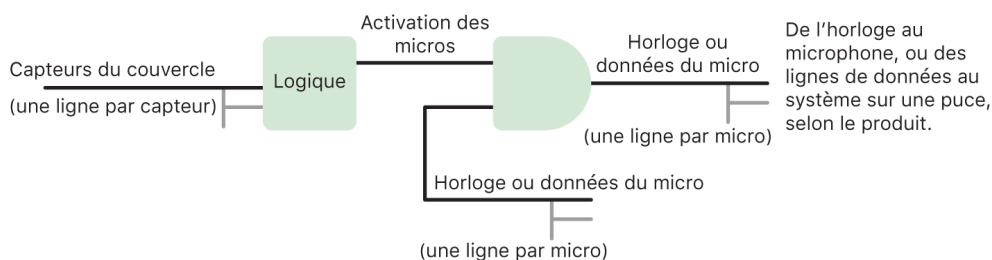 Capteurs du couvercle
(une ligne par capteur)
Logique
Activation des
micros
Horloge ou
données du micro
(une ligne par micro)
De l’horloge au
microphone, ou des
lignes de données au
système sur une puce,
selon le produit.
Horloge ou données du micro
(une ligne par micro)